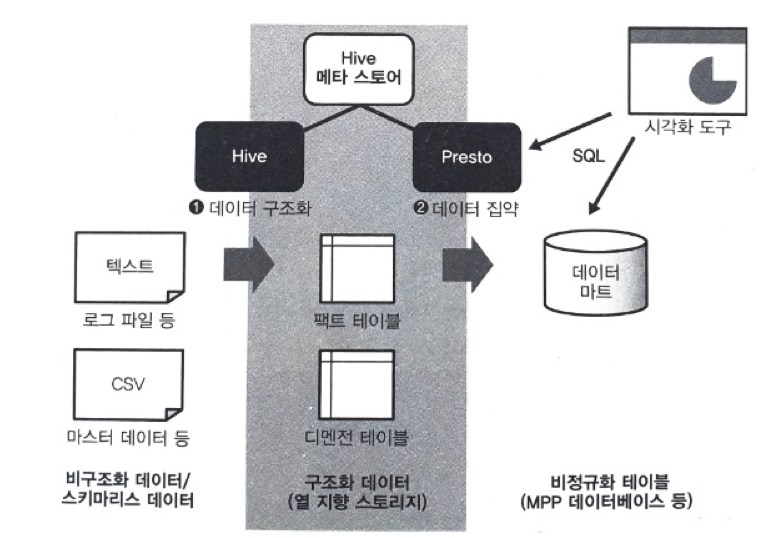 Hive
메타 스토어
Hive
Presto
SQL
시각화 도구
❶ 데이터 구조화
❷ 데이터 집약
텍스트
로그 파일 등
팩트 테이블
데이터
마트
CSV
마스터 데이터 등
디멘전 테이블
비구조화 데이터/
스키마리스 데이터
구조화 데이터
(열 지향 스토리지)
비정규화 테이블
(MPP 데이터베이스 등)